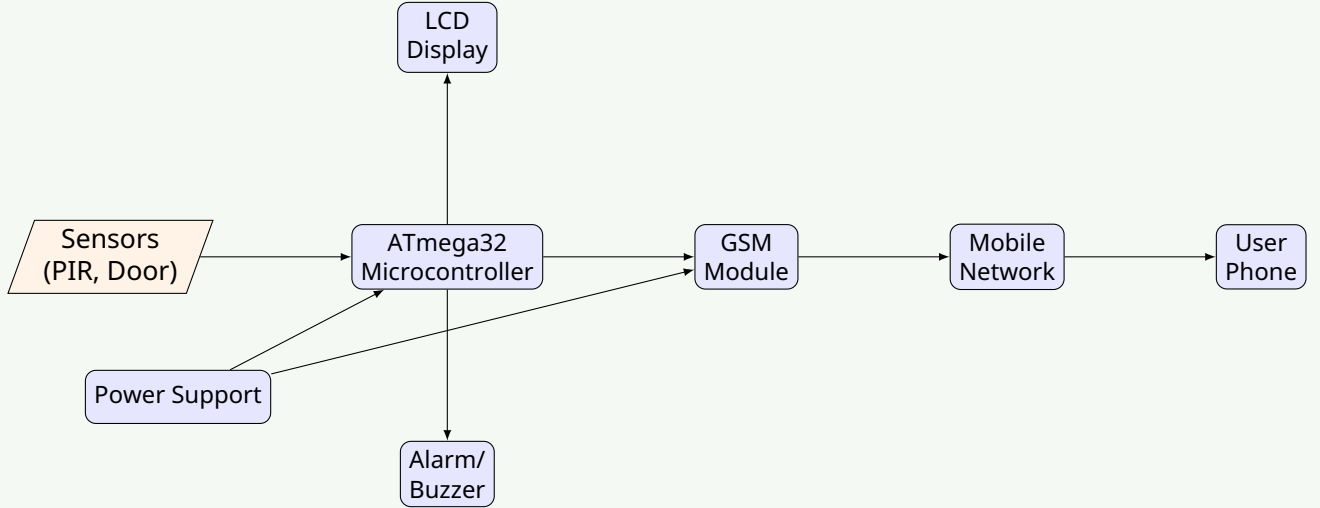 LCD
Display
Sensors
(PIR, Door)
ATmega32
Microcontroller
GSM
Module
Mobile
Network
User
Phone
Power Support
Alarm/
Buzzer